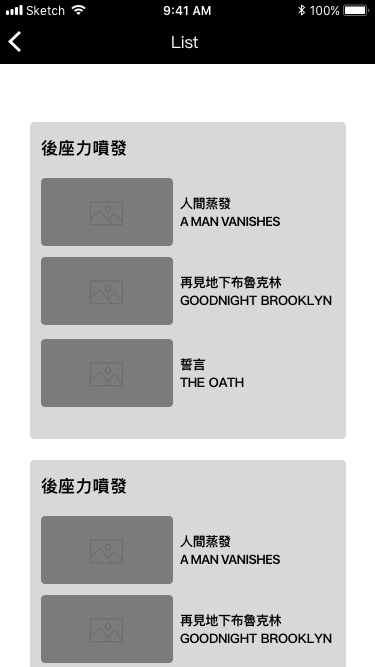 Sketch 9:41 AM 100%
List
後座力噴發
人間蒸發
A MAN VANISHES
再見地下布魯克林
GOODNIGHT BROOKLYN
誓言
THE OATH
後座力噴發
人間蒸發
A MAN VANISHES
再見地下布魯克林
GOODNIGHT BROOKLYN